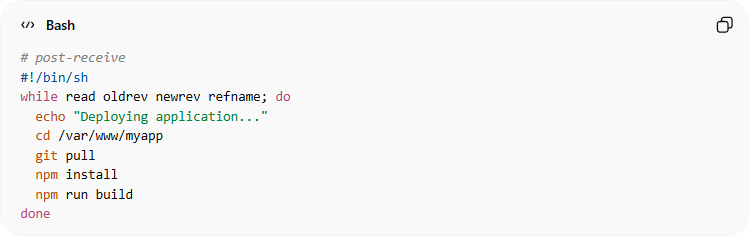 Bash
# post-receive
#!/bin/sh
while read oldrev newrev refname; do
  echo "Deploying application..."
  cd /var/www/myapp
  git pull
  npm install
  npm run build
done